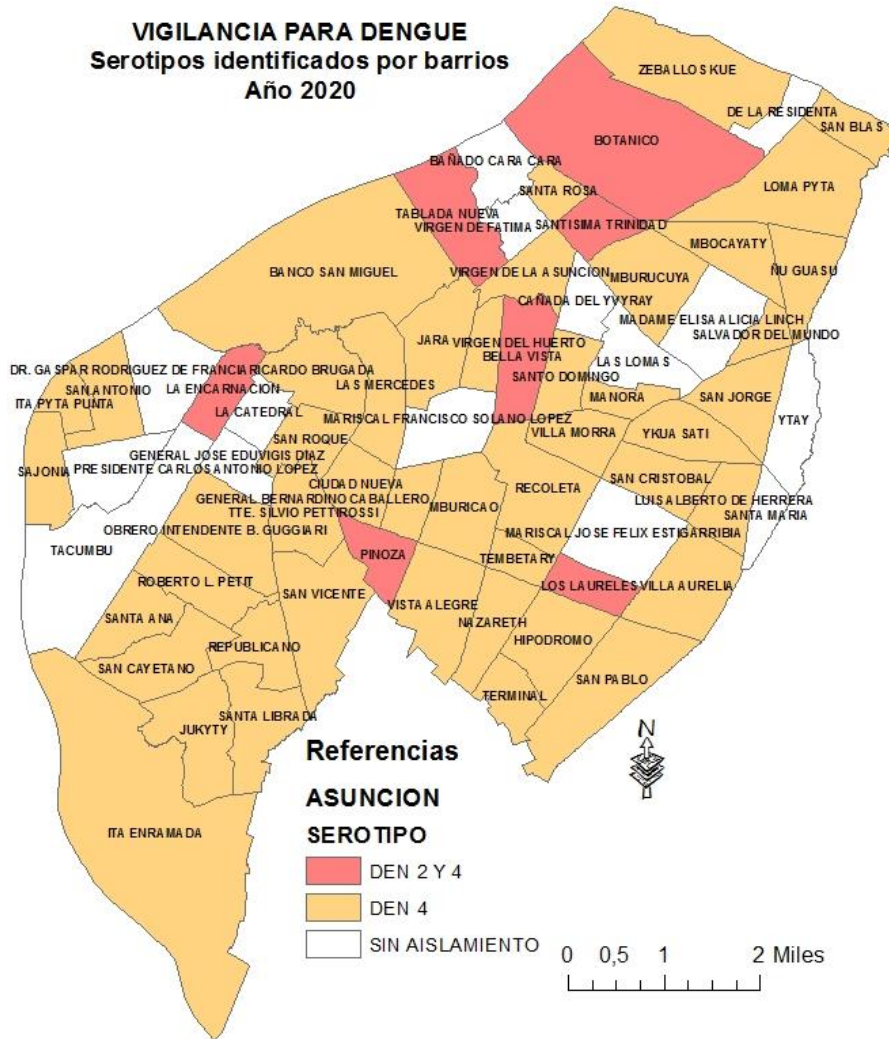 VIGILANCIA PARA DENGUE
Serotipos identificados por barrios
Año 2020
ZEBALLOS KUE
DE LA RESIDENTA
SAN BLAS
BOTANICO
BAÑADO CARA CARA
SANTA ROSA
LOMA PYTA
TABLADA NUEVA
VIRGEN DE FATIMA
SANTISIMA TRINIDAD
MBOCAYATY
BANCO SAN MIGUEL
VIRGEN DE LA ASUNCION
MBURUCUYA
ÑU GUASU
CAÑADA DEL YVYRAY
MADAME ELISA ALICIA LINCH
SALVADOR DEL MUNDO
JARA
VIRGEN DEL HUERTO
BELLA VISTA
LAS LOMAS
DR. GASPAR RODRIGUEZ DE FRANCIA
RICARDO BRUGADA
SAN ANTONIO
LA ENCARNACION
LAS MERCEDES
SANTO DOMINGO
MANORA
SAN JORGE
YTAY
ITA PYTA PUNTA
LA CATEDRAL
MARISCAL FRANCISCO SOLANO LOPEZ
VILLA MORRA
YKUA SATI
SAN ROQUE
GENERAL JOSE EDUVIGIS DIAZ
SAJONIA
PRESIDENTE CARLOS ANTONIO LOPEZ
CIUDAD NUEVA
RECOLETA
SAN CRISTOBAL
GENERAL BERNARDINO CABALLERO
MBURICAO
LUIS ALBERTO DE HERRERA
SANTA MARIA
TTE. SILVIO PETTIROSSI
OBRERO INTENDENTE B. GUGGIARI
MARISCAL JOSE FELIX ESTIGARRIBIA
TACUMBU
PINOZA
TEMBETARY
ROBERTO L. PETIT
SAN VICENTE
LOS LAURELES
VILLA AURELIA
VISTA ALEGRE
SANTA ANA
NAZARETH
HIPODROMO
REPUBLICANO
SAN CAYETANO
SAN PABLO
TERMINAL
SANTA LIBRADA
JUKYTY
ITA ENRAMADA
N
Referencias
ASUNCION
SEROTIPO
DEN 2 Y 4
DEN 4
SIN AISLAMIENTO
0 0,5 1 2 Miles